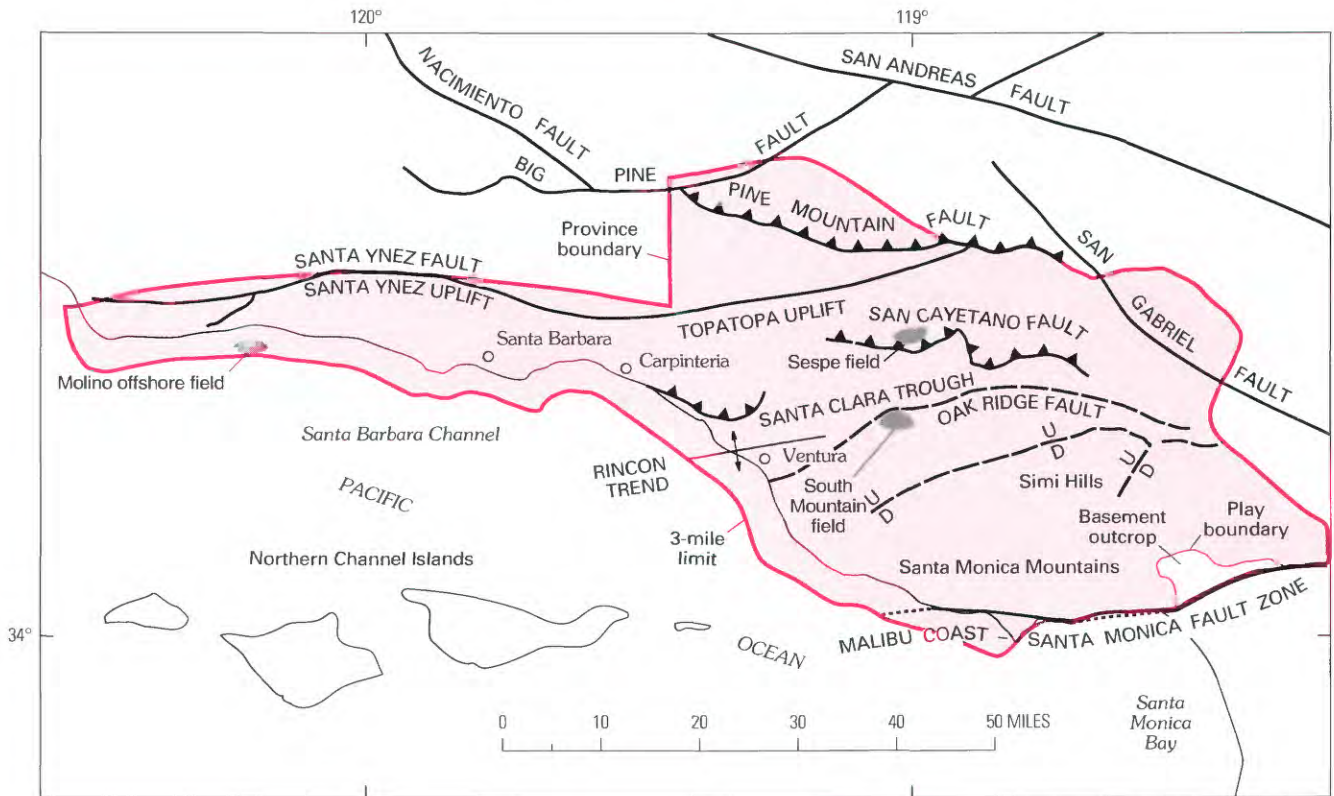 120°
119°
NACIMIENTO FAULT
SAN ANDREAS FAULT
BIG PINE FAULT
PINE MOUNTAIN FAULT
Province
boundary
SAN GABRIEL FAULT
SANTA YNEZ FAULT
SANTA YNEZ UPLIFT
TOPATOPA UPLIFT
SAN CAYETANO FAULT
Santa Barbara
Carpinteria
Sespe field
Molino offshore field
SANTA CLARA TROUGH
OAK RIDGE FAULT
Santa Barbara Channel
U
D
U
D
Ventura
RINCON
TREND
Simi Hills
PACIFIC
South
Mountain
field
U
D
Basement
outcrop
Play
boundary
3-mile
limit
Northern Channel Islands
Santa Monica Mountains
34°
MALIBU COAST – SANTA MONICA FAULT ZONE
OCEAN
0 10 20 30 40 50 MILES
Santa
Monica
Bay